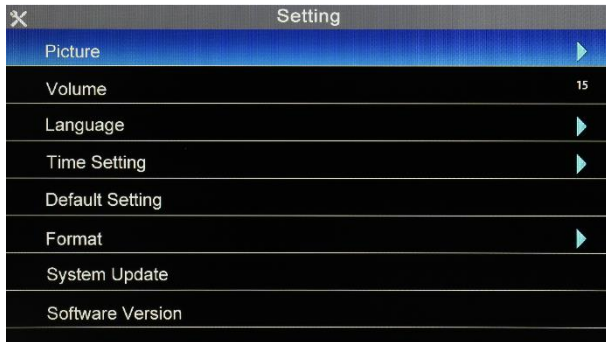 Setting
Picture
Volume 15
Language
Time Setting
Default Setting
Format
System Update
Software Version